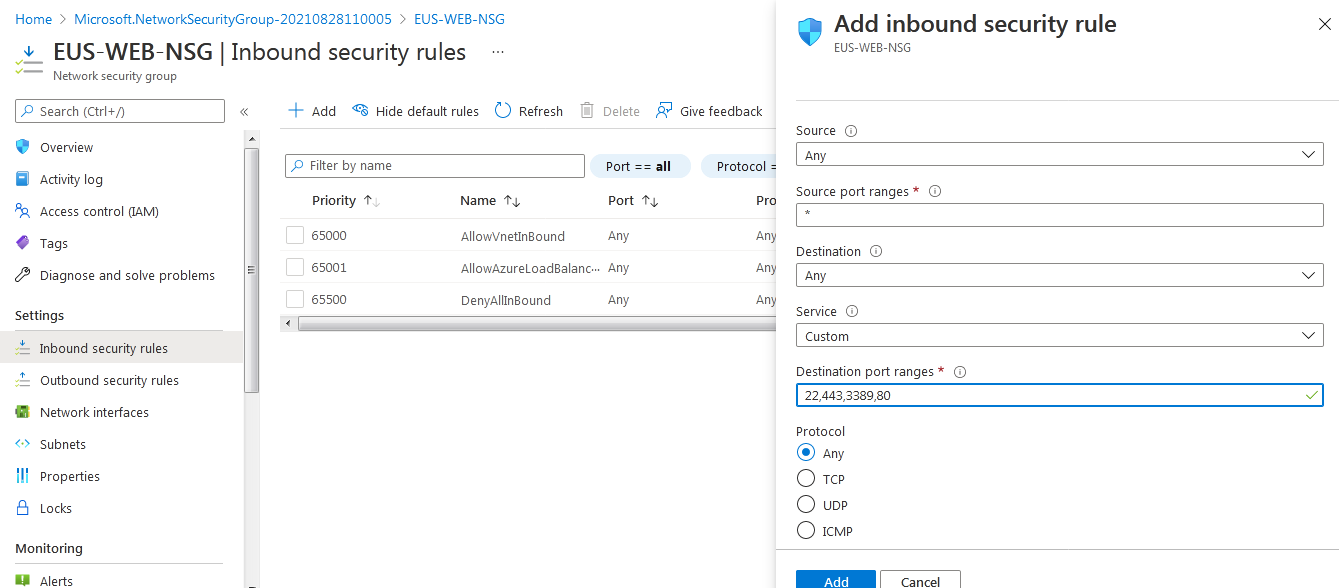 Home > Microsoft.NetworkSecurityGroup-20210828110005 > EUS-WEB-NSG
EUS-WEB-NSG | Inbound security rules ...
Network security group
Search (Ctrl+/)
«
Overview
Activity log
Access control (IAM)
Tags
Diagnose and solve problems
Settings
Inbound security rules
Outbound security rules
Network interfaces
Subnets
Properties
Locks
Monitoring
Alerts
+ Add Hide default rules Refresh Delete Give feedback
Filter by name Port == all Protocol =
Priority ↑↓ Name ↑↓ Port ↑↓ Pro
65000 AllowVnetInBound Any Any
65001 AllowAzureLoadBalanc... Any Any
65500 DenyAllInBound Any Any
Add inbound security rule
EUS-WEB-NSG
Source
Any
Source port ranges *
*
Destination
Any
Service
Custom
Destination port ranges *
22,443,3389,80
Protocol
Any
TCP
UDP
ICMP
Add Cancel